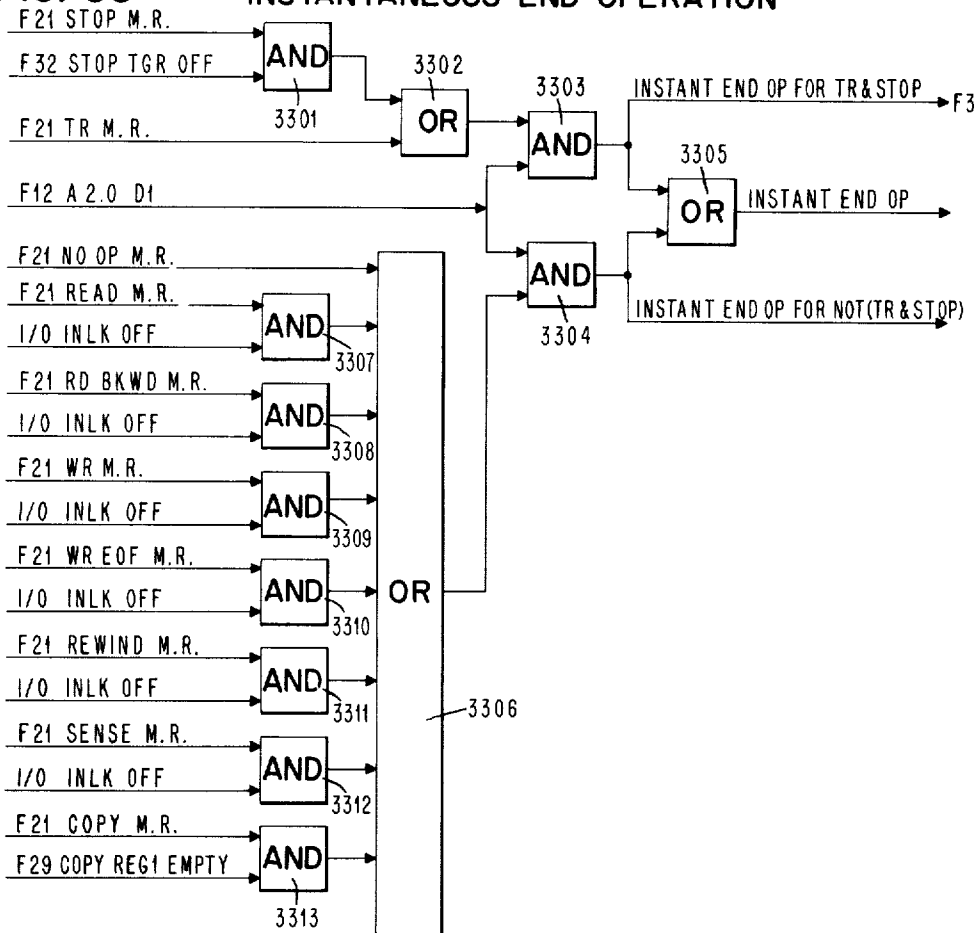 INSTANTANEOUS END OPERATION
F21 STOP M.R.
AND
3301
F32 STOP TGR OFF
3302
OR
F21 TR M.R.
3303
AND
INSTANT END OP FOR TR&STOP
F3
3305
OR
INSTANT END OP
F12 A 2.0 D1
AND
3304
INSTANT END OP FOR NOT(TR&STOP)
F21 NO OP M.R.
F21 READ M.R.
AND
3307
I/O INLK OFF
F21 RD BKWD M.R.
AND
3308
I/O INLK OFF
F21 WR M.R.
AND
3309
I/O INLK OFF
F21 WR EOF M.R.
AND
3310
I/O INLK OFF
OR
F21 REWIND M.R.
AND
3311
I/O INLK OFF
3306
F21 SENSE M.R.
AND
3312
I/O INLK OFF
F21 COPY M.R.
AND
3313
F29 COPY REG1 EMPTY